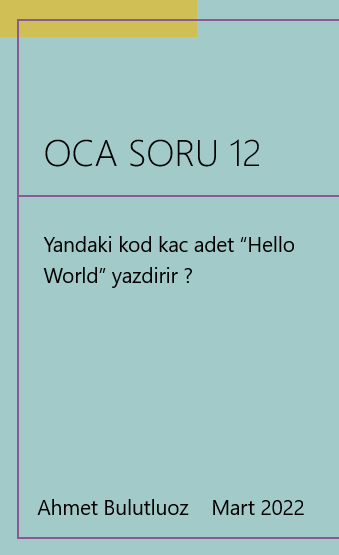 OCA SORU 12
Yandaki kod kac adet “Hello
World” yazdirir ?
Ahmet Bulutluoz Mart 2022